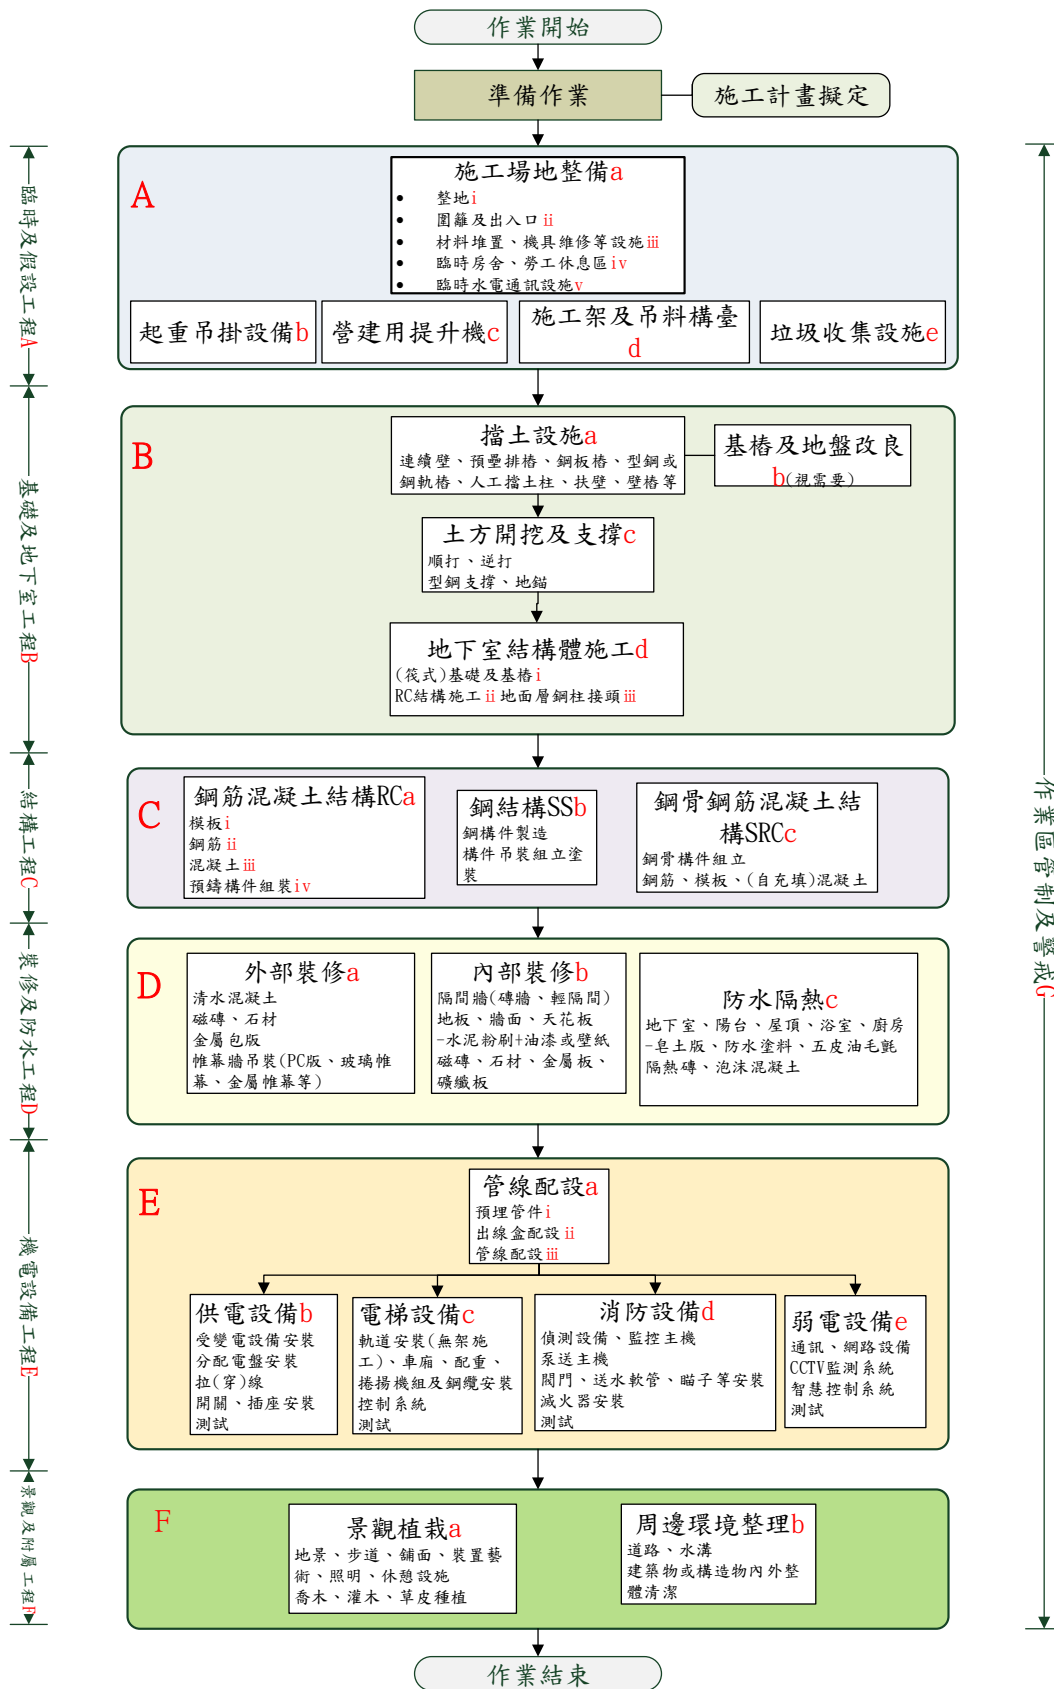 作業開始
準備作業
施工計畫擬定
臨時及假設工程A
A
施工場地整備a
• 整地i
• 圍籬及出入口ii
• 材料堆置、機具維修等設施iii
• 臨時房舍、勞工休息區iv
• 臨時水電通訊設施v
起重吊掛設備b
營建用提升機c
施工架及吊料構臺
d
垃圾收集設施e
基礎及地下室工程B
B
擋土設施a
連續壁、預壘排樁、鋼板樁、型鋼或
鋼軌樁、人工擋土柱、扶壁、壁樁等
基樁及地盤改良
b(視需要)
土方開挖及支撐c
順打、逆打
型鋼支撐、地錨
地下室結構體施工d
(筏式)基礎及基樁i
RC結構施工ii地面層鋼柱接頭iii
結構工程C
C
鋼筋混凝土結構RCa
模板i
鋼筋ii
混凝土iii
預鑄構件組裝iv
鋼結構SSb
鋼構件製造
構件吊裝組立塗
裝
鋼骨鋼筋混凝土結
構SRCc
鋼骨構件組立
鋼筋、模板、(自充填)混凝土
裝修及防水工程D
D
外部裝修a
清水混凝土
磁磚、石材
金屬包版
帷幕牆吊裝(PC版、玻璃帷
幕、金屬帷幕等)
內部裝修b
隔間牆(磚牆、輕隔間)
地板、牆面、天花板
-水泥粉刷+油漆或壁紙
磁磚、石材、金屬板、
礦纖板
防水隔熱c
地下室、陽台、屋頂、浴室、廚房
-皂土版、防水塗料、五皮油毛氈
隔熱磚、泡沫混凝土
機電設備工程E
E
管線配設a
預埋管件i
出線盒配設ii
管線配設iii
供電設備b
受變電設備安裝
分配電盤安裝
拉(穿)線
開關、插座安裝
測試
電梯設備c
軌道安裝(無架施
工)、車廂、配重、
捲揚機組及鋼纜安裝
控制系統
測試
消防設備d
偵測設備、監控主機
泵送主機
閥門、送水軟管、瞄子等安裝
滅火器安裝
測試
弱電設備e
通訊、網路設備
CCTV監測系統
智慧控制系統
測試
景觀及附屬工程F
F
景觀植栽a
地景、步道、鋪面、裝置藝
術、照明、休憩設施
喬木、灌木、草皮種植
周邊環境整理b
道路、水溝
建築物或構造物內外整
體清潔
作業區管制及警戒G
作業結束